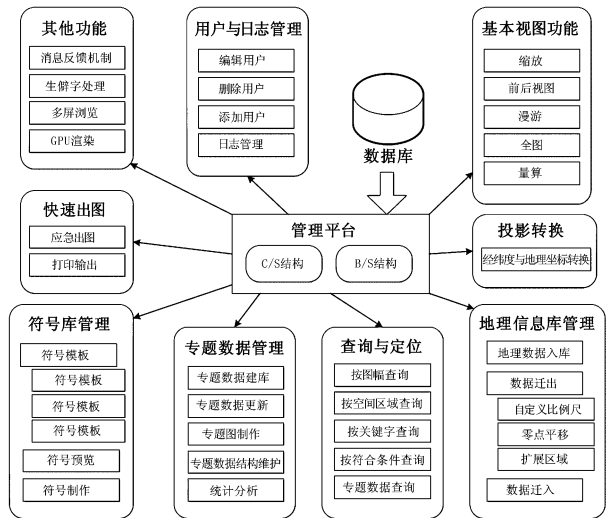 其他功能
消息反馈机制
生僻字处理
多屏浏览
GPU渲染
用户与日志管理
编辑用户
删除用户
添加用户
日志管理
数据库
基本视图功能
缩放
前后视图
漫游
全图
量算
快速出图
应急出图
打印输出
管理平台
C/S结构
B/S结构
投影转换
经纬度与地理坐标转换
符号库管理
符号模板
符号模板
符号模板
符号模板
符号预览
符号制作
专题数据管理
专题数据建库
专题数据更新
专题图制作
专题数据结构维护
统计分析
查询与定位
按图幅查询
按空间区域查询
按关键字查询
按符合条件查询
专题数据查询
地理信息库管理
地理数据入库
数据迁出
自定义比例尺
零点平移
扩展区域
数据迁入